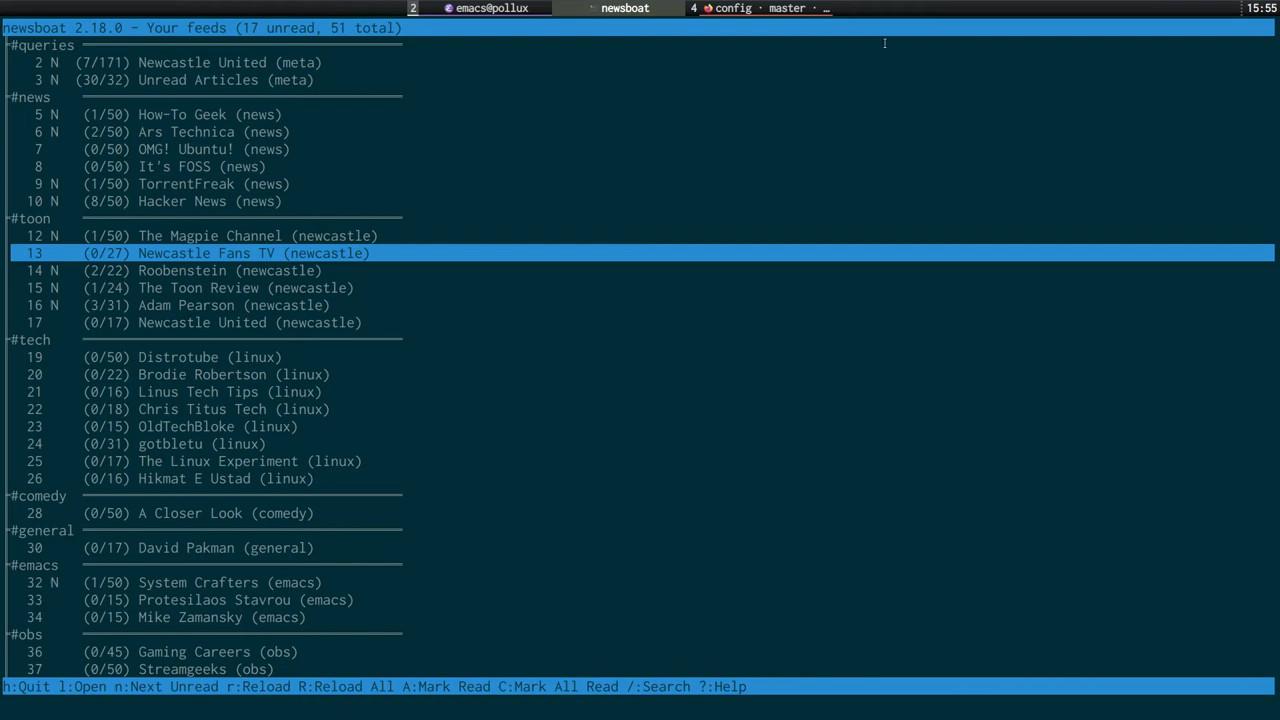 2 emacs@pollux newsboat 4 config · master · … 15:55
newsboat 2.18.0 - Your feeds (17 unread, 51 total)
#queries
2 N (7/171) Newcastle United (meta)
3 N (30/32) Unread Articles (meta)
#news
5 N (1/50) How-To Geek (news)
6 N (2/50) Ars Technica (news)
7 (0/50) OMG! Ubuntu! (news)
8 (0/50) It's FOSS (news)
9 N (1/50) TorrentFreak (news)
10 N (8/50) Hacker News (news)
#toon
12 N (1/50) The Magpie Channel (newcastle)
13 (0/27) Newcastle Fans TV (newcastle)
14 N (2/22) Roobenstein (newcastle)
15 N (1/24) The Toon Review (newcastle)
16 N (3/31) Adam Pearson (newcastle)
17 (0/17) Newcastle United (newcastle)
#tech
19 (0/50) Distrotube (linux)
20 (0/22) Brodie Robertson (linux)
21 (0/16) Linus Tech Tips (linux)
22 (0/18) Chris Titus Tech (linux)
23 (0/15) OldTechBloke (linux)
24 (0/31) gotbletu (linux)
25 (0/17) The Linux Experiment (linux)
26 (0/16) Hikmat E Ustad (linux)
#comedy
28 (0/50) A Closer Look (comedy)
#general
30 (0/17) David Pakman (general)
#emacs
32 N (1/50) System Crafters (emacs)
33 (0/15) Protesilaos Stavrou (emacs)
34 (0/15) Mike Zamansky (emacs)
#obs
36 (0/45) Gaming Careers (obs)
37 (0/50) Streamgeeks (obs)
h:Quit l:Open n:Next Unread r:Reload R:Reload All A:Mark Read C:Mark All Read /:Search ?:Help